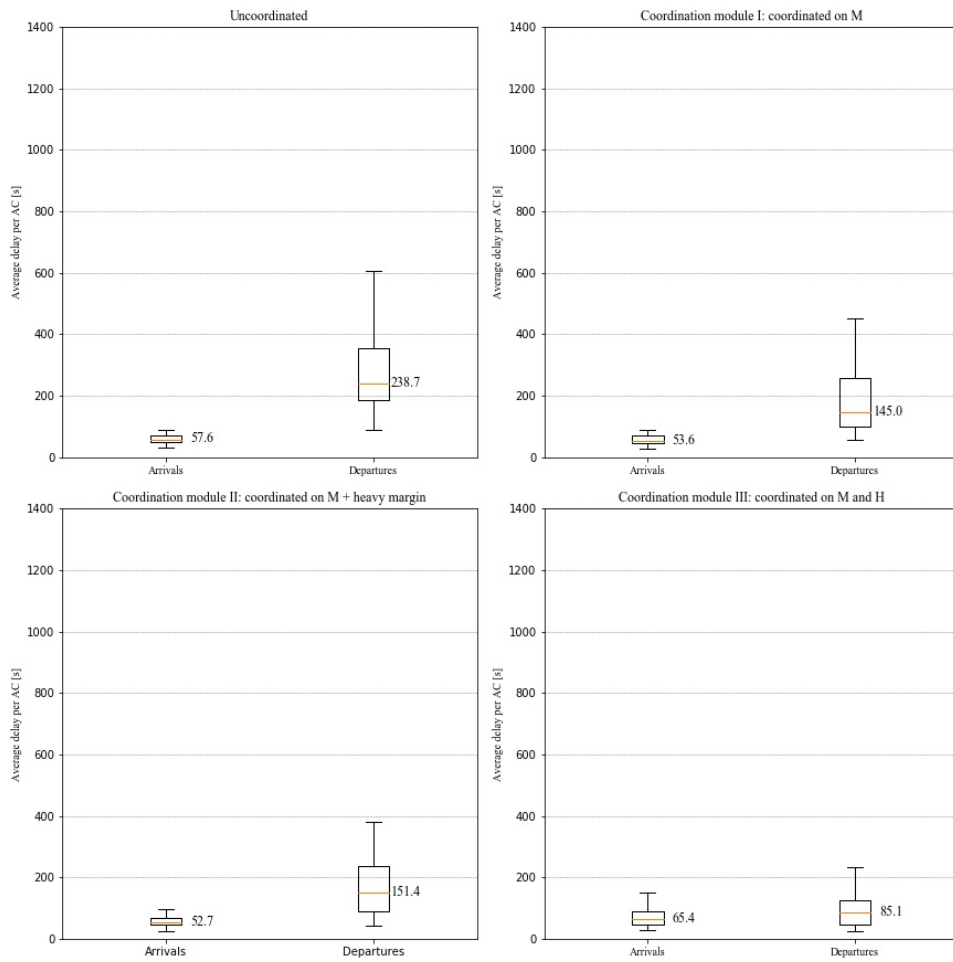 Uncoordinated
1400
1200
1000
800
600
400
200
0
Average delay per AC [s]
238.7
57.6
Arrivals
Departures
Coordination module I: coordinated on M
1400
1200
1000
800
600
400
200
0
Average delay per AC [s]
145.0
53.6
Arrivals
Departures
Coordination module II: coordinated on M + heavy margin
1400
1200
1000
800
600
400
200
0
Average delay per AC [s]
151.4
52.7
Arrivals
Departures
Coordination module III: coordinated on M and H
1400
1200
1000
800
600
400
200
0
Average delay per AC [s]
85.1
65.4
Arrivals
Departures